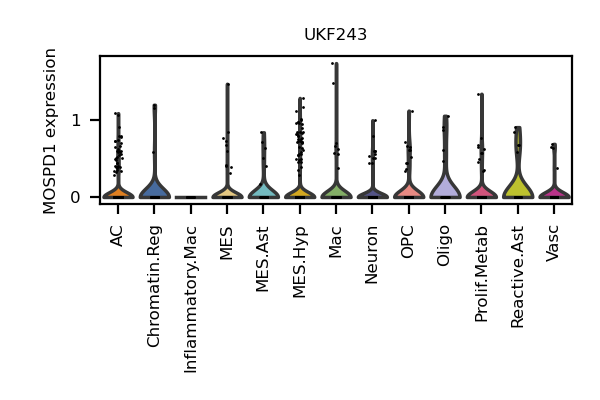 UKF243
MOSPD1 expression
1
0
AC
Chromatin.Reg
Inflammatory.Mac
MES
MES.Ast
MES.Hyp
Mac
Neuron
OPC
Oligo
Prolif.Metab
Reactive.Ast
Vasc